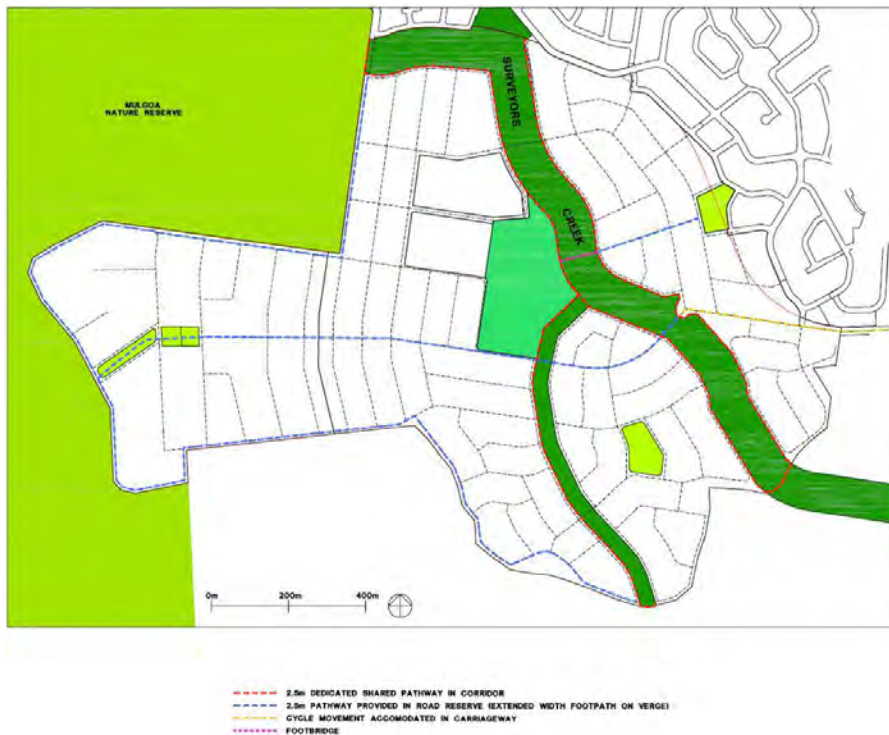 MULGOA
NATURE RESERVE
SURVEYORS
CREEK
0m 200m 400m
2.5m DEDICATED SHARED PATHWAY IN CORRIDOR
2.5m PATHWAY PROVIDED IN ROAD RESERVE (EXTENDED WIDTH FOOTPATH ON VERGE)
CYCLE MOVEMENT ACCOMODATED IN CARRIAGEWAY
FOOTBRIDGE